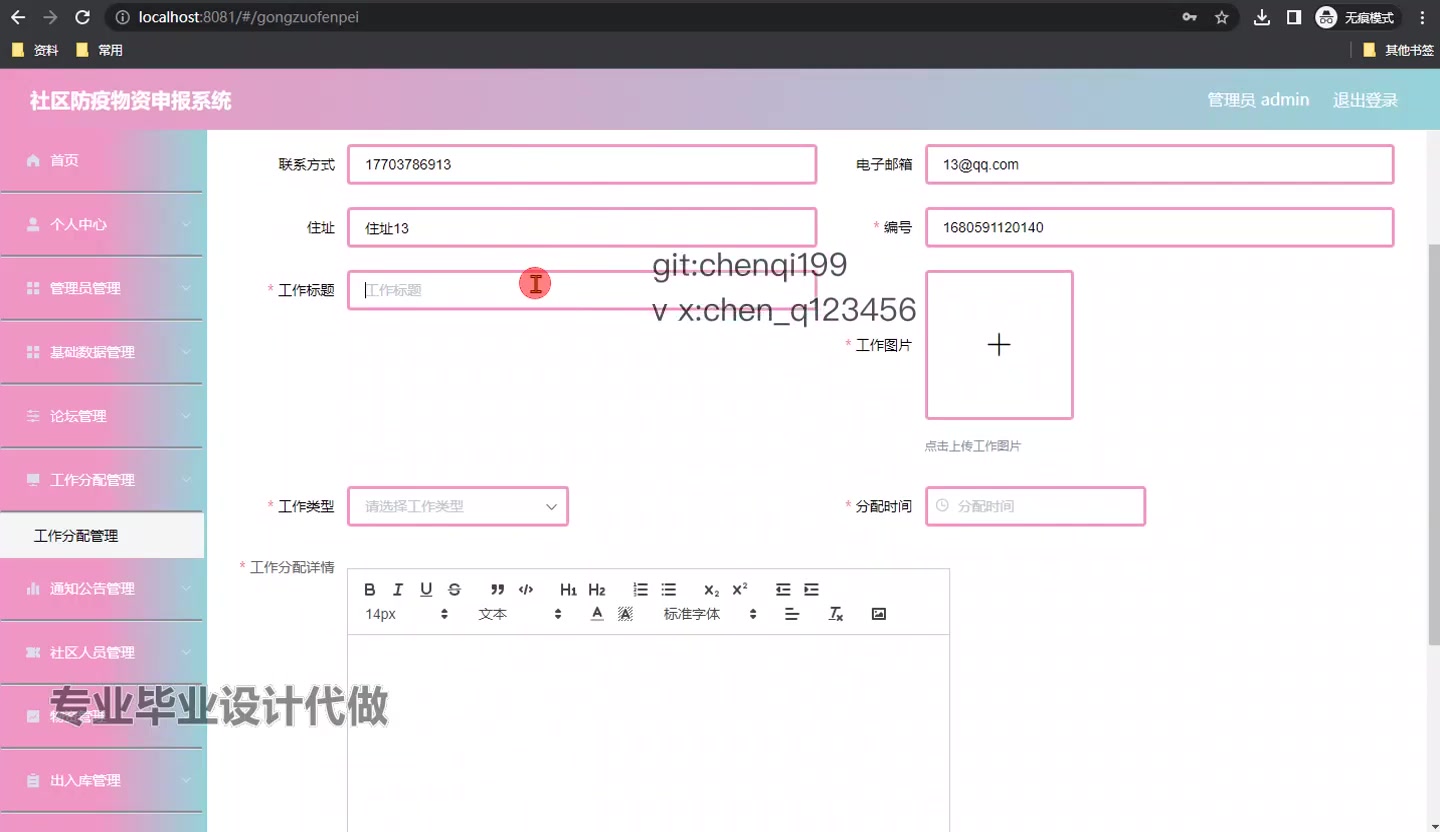 localhost:8081/#/gongzuofenpei
无痕模式
资料
常用
其他书签
社区防疫物资申报系统
管理员 admin
退出登录
首页
个人中心
管理员管理
基础数据管理
论坛管理
工作分配管理
工作分配管理
通知公告管理
社区人员管理
出入库管理
联系方式
17703786913
电子邮箱
13@qq.com
住址
住址13
* 编号
1680591120140
* 工作标题
工作标题
git:chenqi199
v x:chen_q123456
* 工作图片
点击上传工作图片
* 工作类型
请选择工作类型
* 分配时间
分配时间
* 工作分配详情
B I U S ” </> H1 H2 X₂ X²
14px
文本
A A
标准字体
Tx
专业毕业设计代做